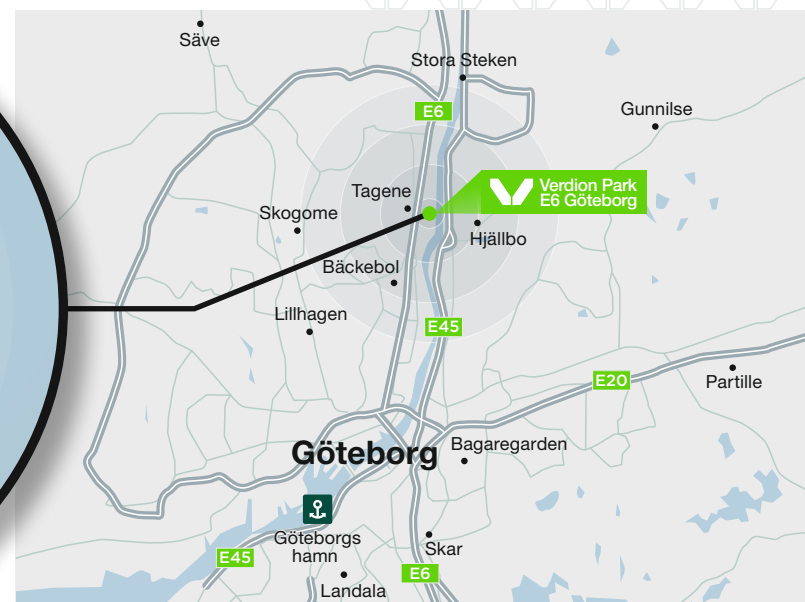 Säve
Stora Steken
E6
Gunnilse
Verdion Park
E6 Göteborg
Tagene
Skogome
Hjällbo
Bäckebol
Lillhagen
E45
E20
Partille
Göteborg
Bagaregarden
Göteborgs
hamn
Skar
E45
E6
Landala